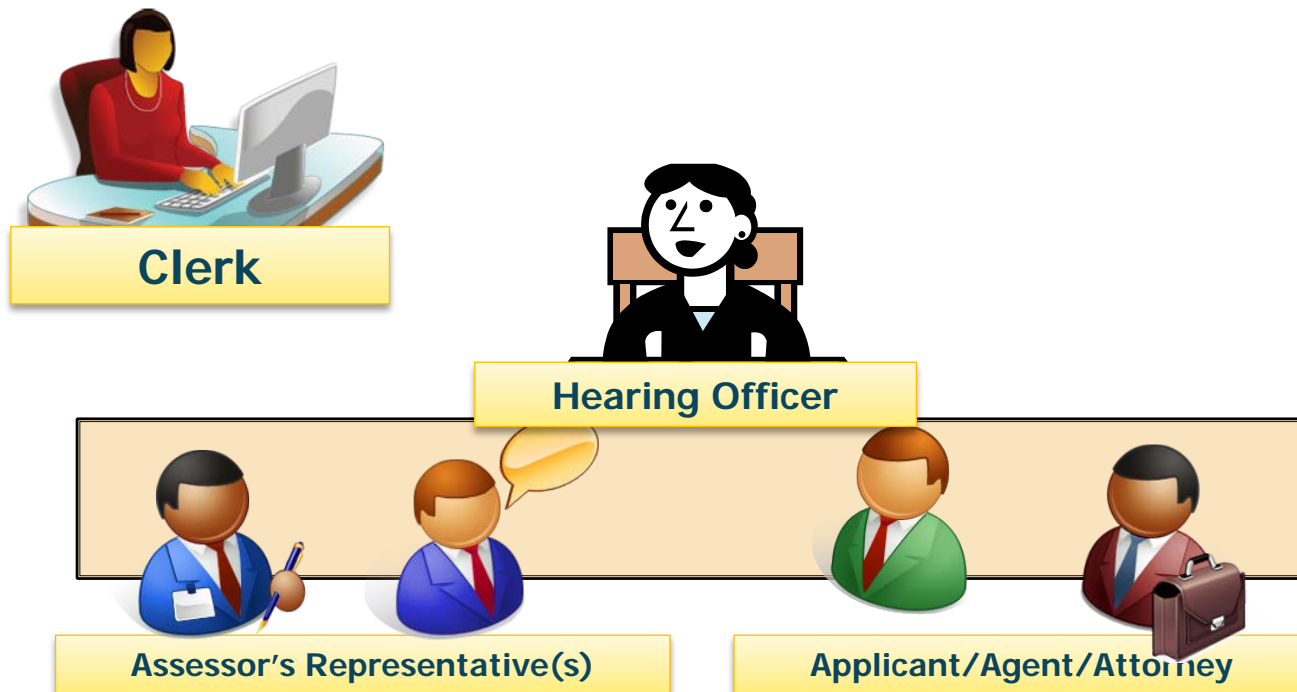 Clerk
Hearing Officer
Assessor's Representative(s)
Applicant/Agent/Attorney